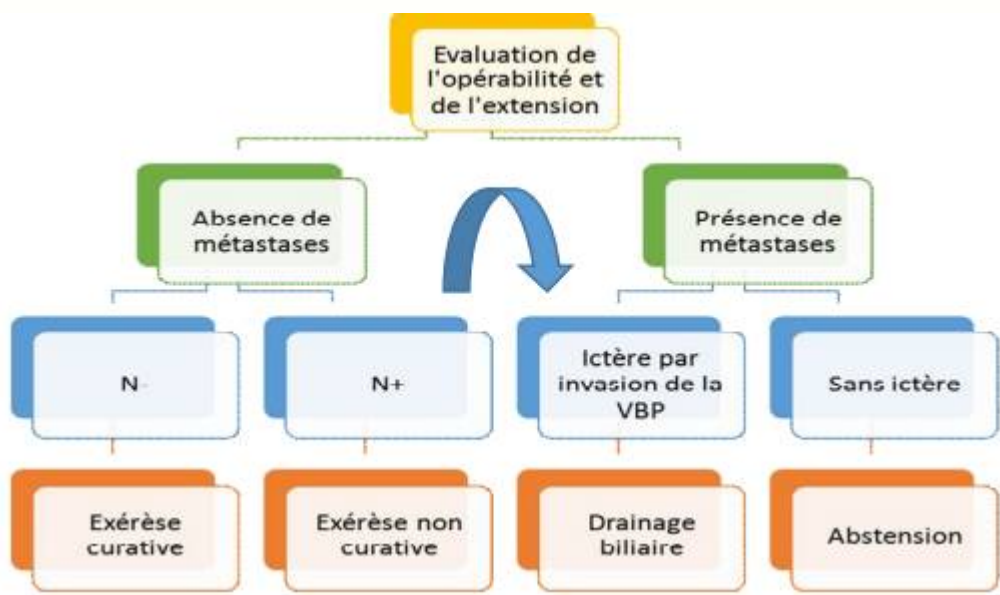 Evaluation de
l'opérabilité et
de l'extension
Absence de
métastases
Présence de
métastases
N-
N+
Ictère par
invasion de la
VBP
Sans ictère
Exérèse
curative
Exérèse non
curative
Drainage
biliaire
Abstension